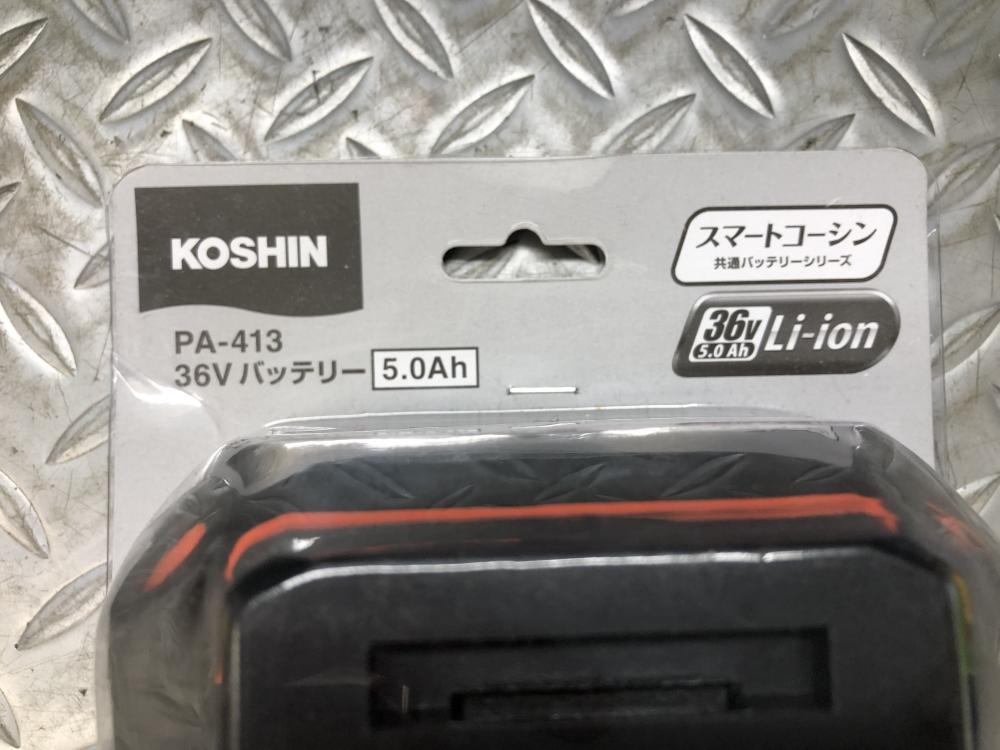 KOSHIN
PA-413
36V バッテリー 5.0Ah
スマートコーシン
共通バッテリーシリーズ
36v
5.0 Ah
Li-ion